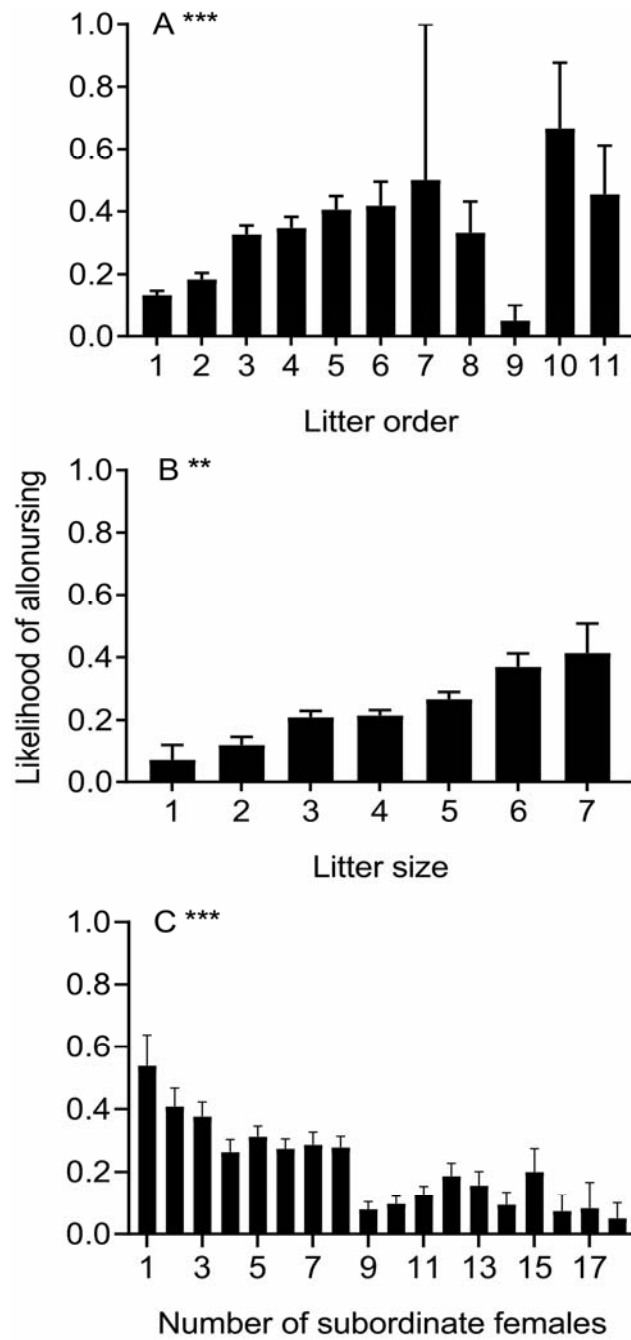 A ***
1.0
0.8
0.6
0.4
0.2
0.0
1 2 3 4 5 6 7 8 9 10 11
Litter order
Likelihood of allonursing
B **
1.0
0.8
0.6
0.4
0.2
0.0
1 2 3 4 5 6 7
Litter size
C ***
1.0
0.8
0.6
0.4
0.2
0.0
1 3 5 7 9 11 13 15 17
Number of subordinate females